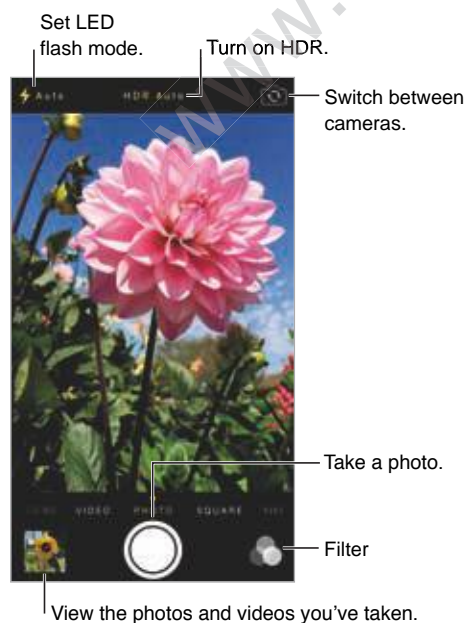 Set LED
flash mode.
Turn on HDR.
Auto
HDR Auto
Switch between
cameras.
Take a photo.
VIDEO
PHOTO
SQUARE
Filter
View the photos and videos you've taken.